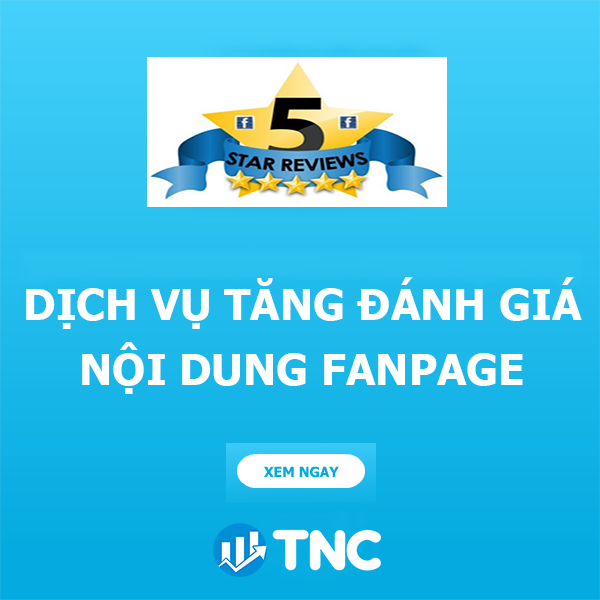 5
STAR REVIEWS
DỊCH VỤ TĂNG ĐÁNH GIÁ
NỘI DUNG FANPAGE
XEM NGAY
TNC